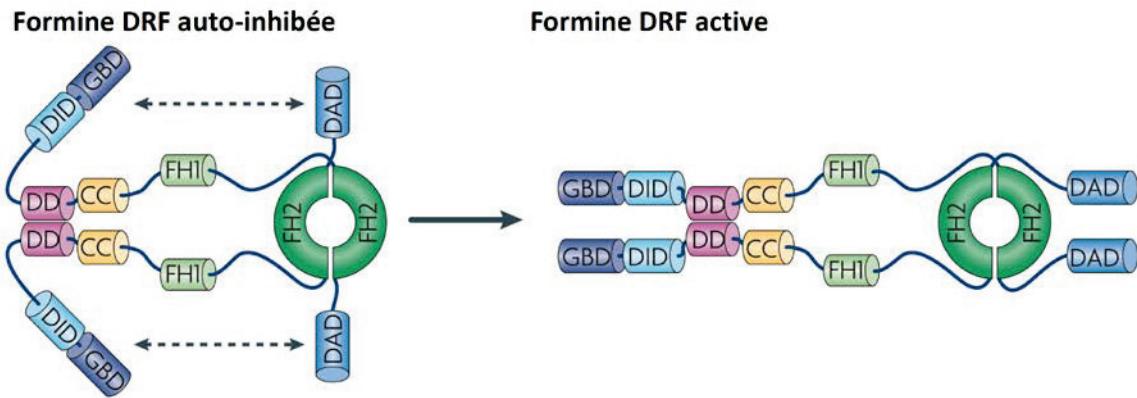 Formine DRF auto-inhibée
GBD
DID
DAD
FH1
DD
CC
FH2
FH2
DD
CC
FH1
DID
GBD
DAD
Formine DRF active
FH1
GBD
DID
DD
CC
DAD
FH2
FH2
GBD
DID
DD
CC
FH1
DAD